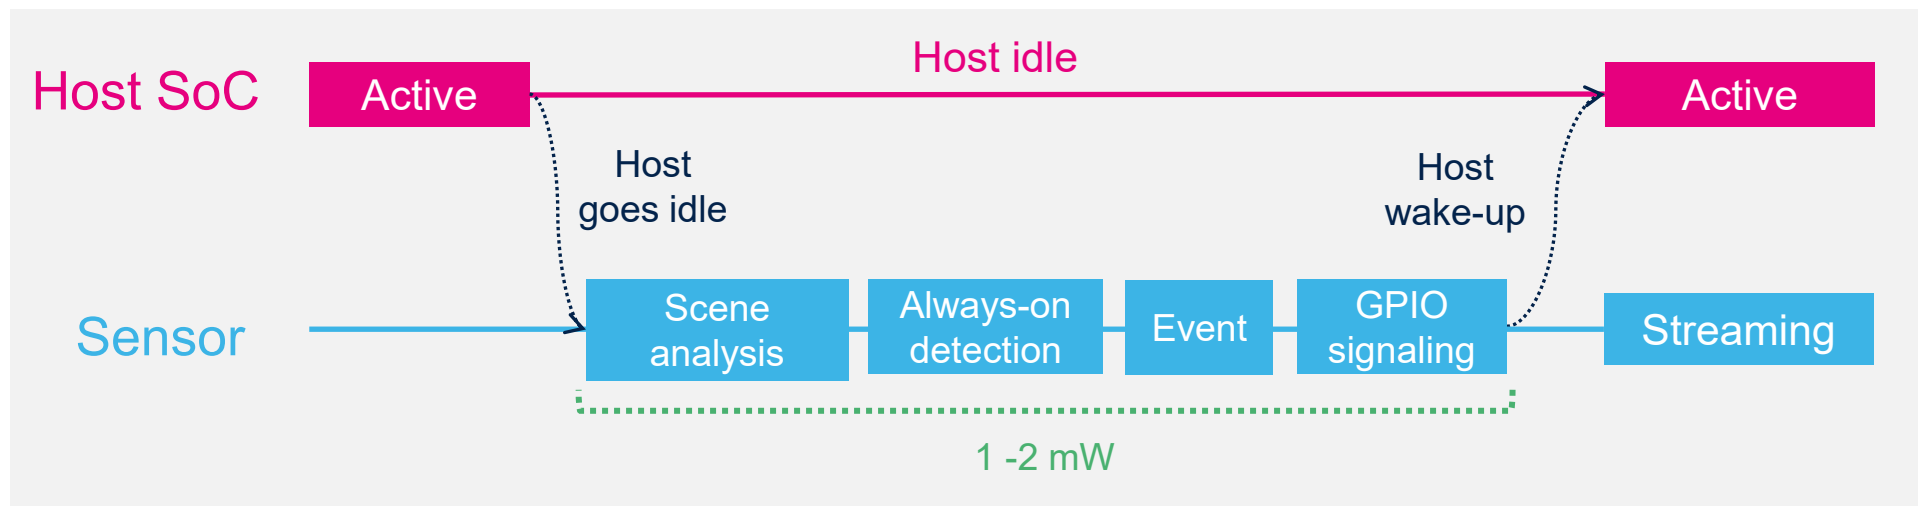 Host idle
Host SoC
Active
Active
Host
goes idle
Host
wake-up
Sensor
Scene
analysis
Always-on
detection
Event
GPIO
signaling
Streaming
1 -2 mW